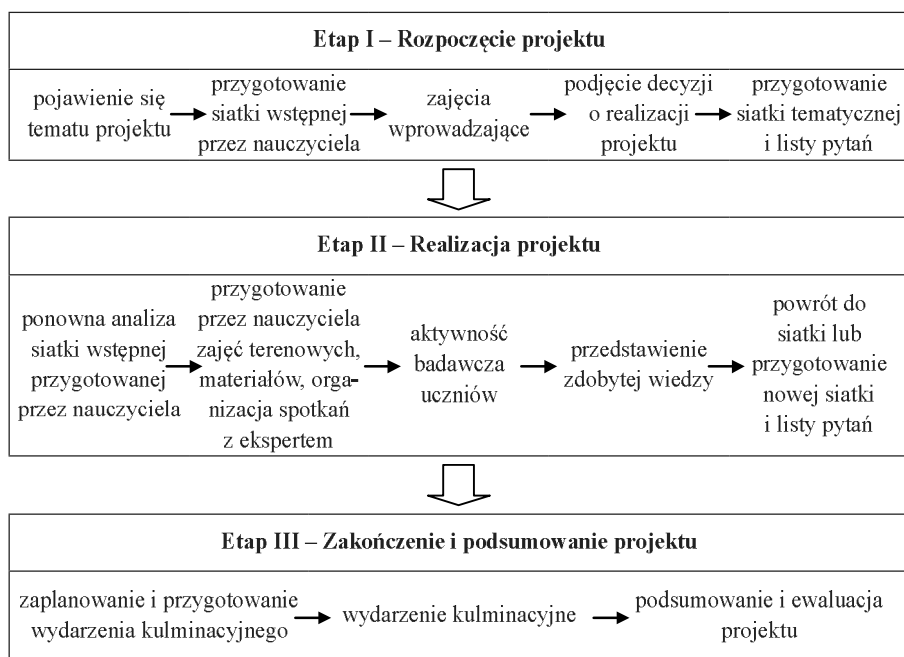 Etap I – Rozpoczęcie projektu
pojawienie się
tematu projektu
przygotowanie
siatki wstępnej
przez nauczyciela
zajęcia
wprowadzające
podjęcie decyzji
o realizacji
projektu
przygotowanie
siatki tematycznej
i listy pytań
Etap II – Realizacja projektu
ponowna analiza
siatki wstępnej
przygotowanej
przez nauczyciela
przygotowanie
przez nauczyciela
zajęć terenowych,
materiałów, orga-
nizacja spotkań
z ekspertem
aktywność
badawcza
uczniów
przedstawienie
zdobytej wiedzy
powrót do
siatki lub
przygotowanie
nowej siatki
i listy pytań
Etap III – Zakończenie i podsumowanie projektu
zaplanowanie i przygotowanie
wydarzenia kulminacyjnego
wydarzenie kulminacyjne
podsumowanie i ewaluacja
projektu